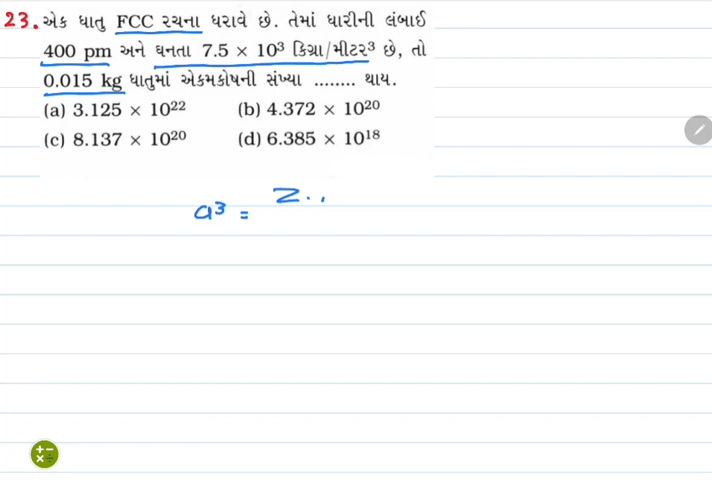 23. એક ધાતુ FCC રચના ધરાવે છે. તેમાં ધારીની લંબાઈ
400 pm અને ઘનતા 7.5 × 10³ કિગ્રા/મીટર³ છે, તો
0.015 kg ધાતુમાં એકમકોષની સંખ્યા ........ થાય.
(a) 3.125 × 10²² (b) 4.372 × 10²⁰
(c) 8.137 × 10²⁰ (d) 6.385 × 10¹⁸
a³ = Z..